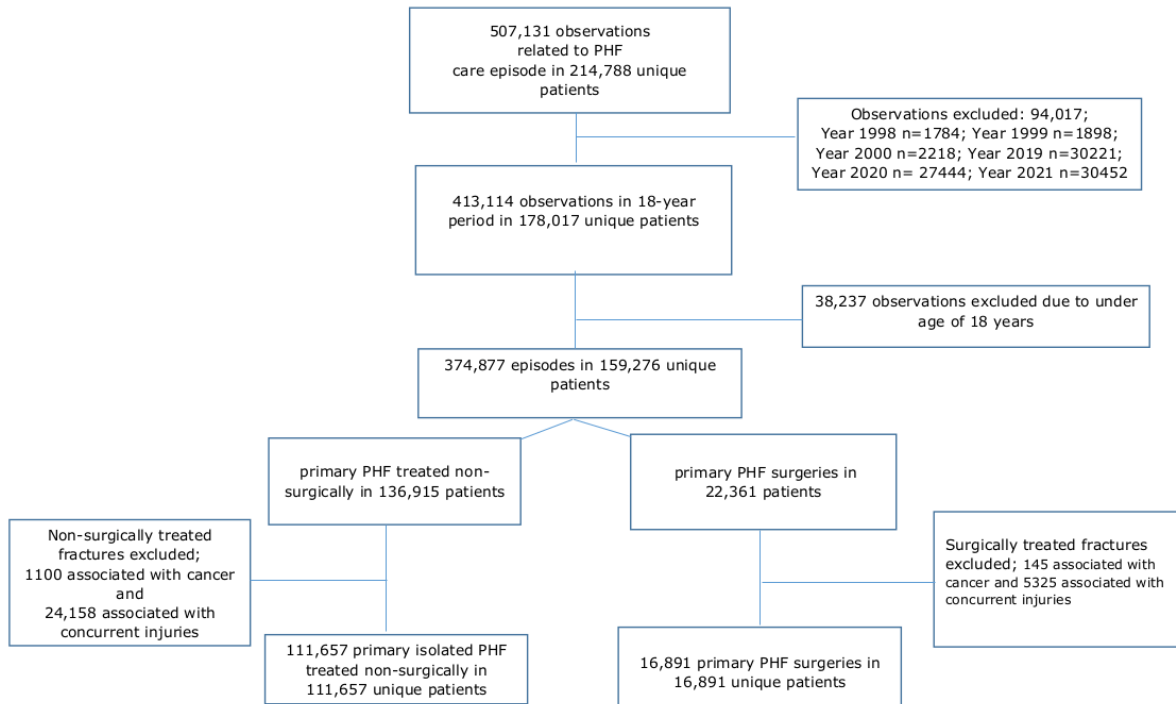 507,131 observations
related to PHF
care episode in 214,788 unique
patients
Observations excluded: 94,017;
Year 1998 n=1784; Year 1999 n=1898;
Year 2000 n=2218; Year 2019 n=30221;
Year 2020 n= 27444; Year 2021 n=30452
413,114 observations in 18-year
period in 178,017 unique patients
38,237 observations excluded due to under
age of 18 years
374,877 episodes in 159,276 unique
patients
primary PHF treated non-
surgically in 136,915 patients
primary PHF surgeries in
22,361 patients
Non-surgically treated
fractures excluded;
1100 associated with cancer
and
24,158 associated with
concurrent injuries
Surgically treated fractures
excluded; 145 associated with
cancer and 5325 associated with
concurrent injuries
111,657 primary isolated PHF
treated non-surgically in
111,657 unique patients
16,891 primary PHF surgeries in
16,891 unique patients